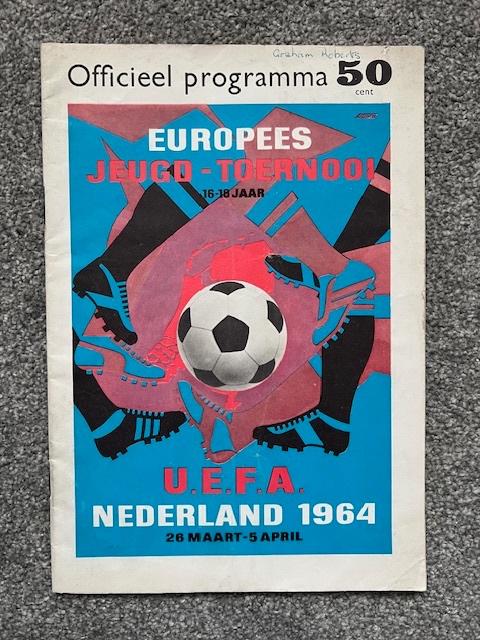 Graham Roberts
Officieel programma 50
cent
EUROPEES
JEUGD-TOERNOOI
16-18 JAAR
U.E.F.A.
NEDERLAND 1964
26 MAART-5 APRIL